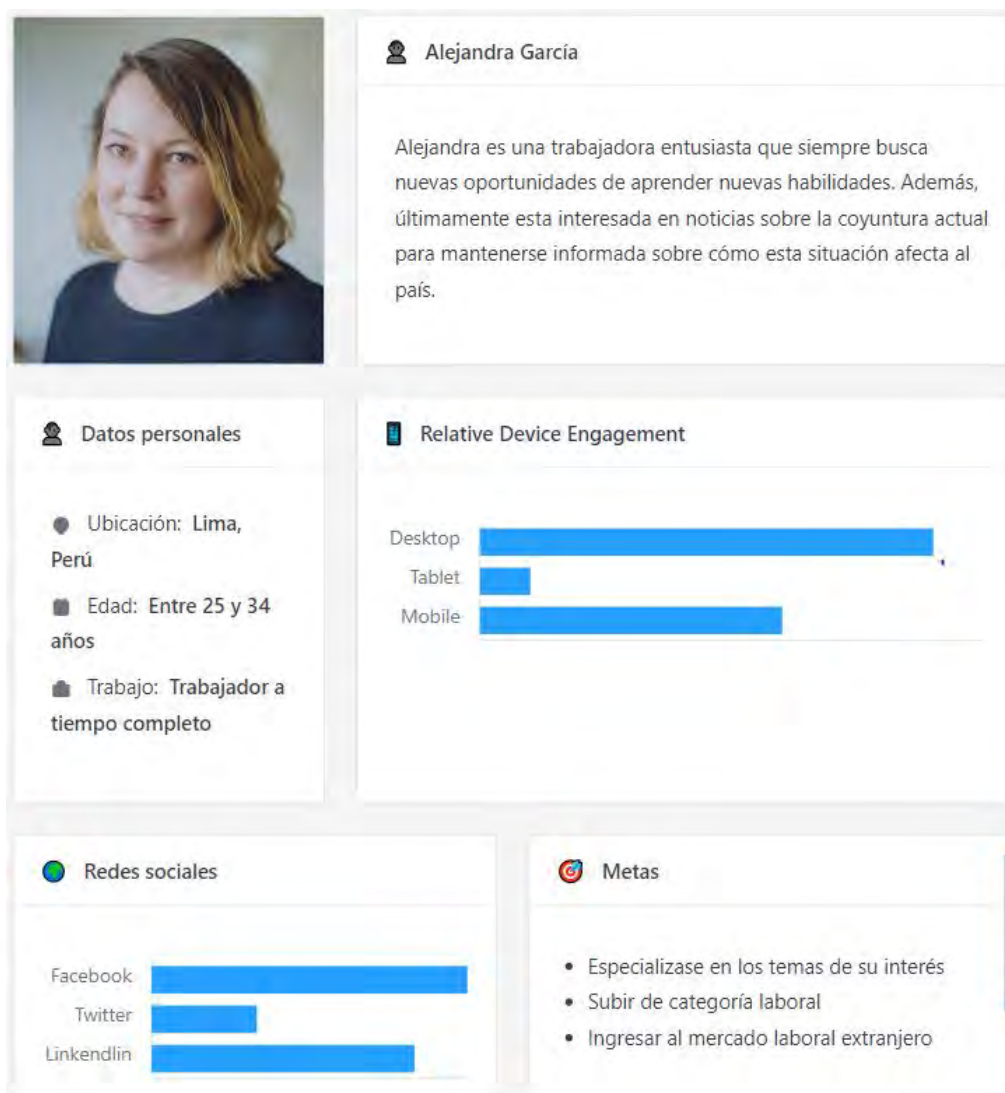 Alejandra García
Alejandra es una trabajadora entusiasta que siempre busca
nuevas oportunidades de aprender nuevas habilidades. Además,
últimamente esta interesada en noticias sobre la coyuntura actual
para mantenerse informada sobre cómo esta situación afecta al
país.
Datos personales
Ubicación: Lima,
Perú
Edad: Entre 25 y 34
años
Trabajo: Trabajador a
tiempo completo
Relative Device Engagement
Desktop
Tablet
Mobile
Redes sociales
Facebook
Twitter
Linkendlin
Metas
• Especializase en los temas de su interés
• Subir de categoría laboral
• Ingresar al mercado laboral extranjero